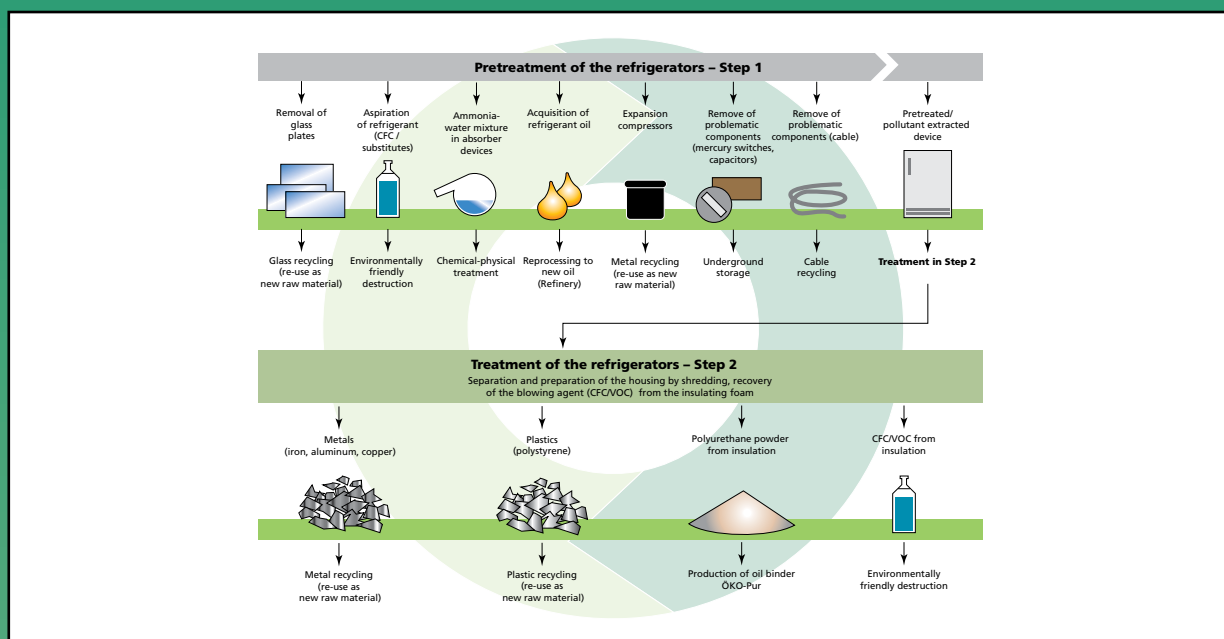 Pretreatment of the refrigerators – Step 1
Removal of
glass
plates
Aspiration
of refrigerant
(CFC /
substitutes)
Ammonia-
water mixture
in absorber
devices
Acquisition of
refrigerant oil
Expansion
compressors
Remove of
problematic
components
(mercury switches,
capacitors)
Remove of
problematic
components (cable)
Pretreated/
pollutant extracted
device
Glass recycling
(re-use as
new raw material)
Environmentally
friendly
destruction
Chemical-physical
treatment
Reprocessing to
new oil
(Refinery)
Metal recycling
(re-use as new
raw material)
Underground
storage
Cable
recycling
Treatment in Step 2
Treatment of the refrigerators – Step 2
Separation and preparation of the housing by shredding, recovery
of the blowing agent (CFC/VOC) from the insulating foam
Metals
(iron, aluminum, copper)
Plastics
(polystyrene)
Polyurethane powder
from insulation
CFC/VOC from
insulation
Metal recycling
(re-use as
new raw material)
Plastic recycling
(re-use as
new raw material)
Production of oil binder
ÖKO-Pur
Environmentally
friendly destruction